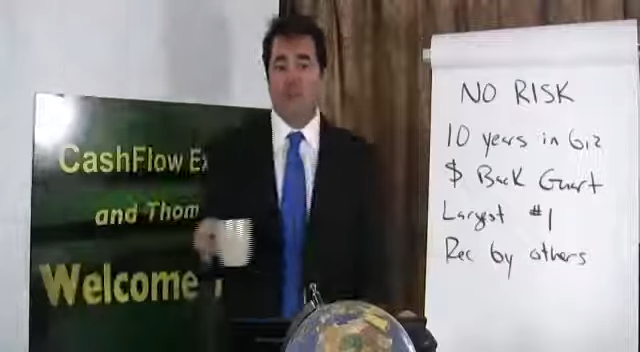 CashFlow Ex
and Thom
Welcome
NO RISK
10 years in Biz
$ Back Guart
Largest #1
Rec by others